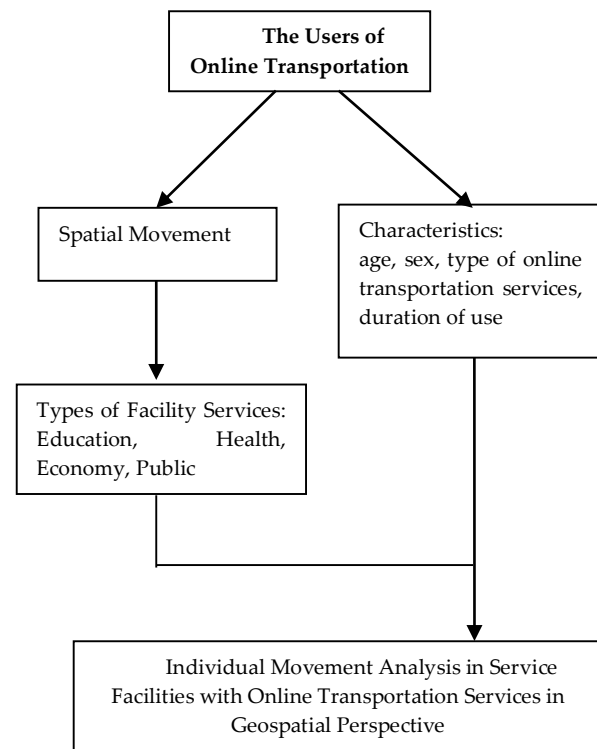 The Users of
Online Transportation
Spatial Movement
Characteristics:
age, sex, type of online
transportation services,
duration of use
Types of Facility Services:
Education, Health,
Economy, Public
Individual Movement Analysis in Service
Facilities with Online Transportation Services in
Geospatial Perspective